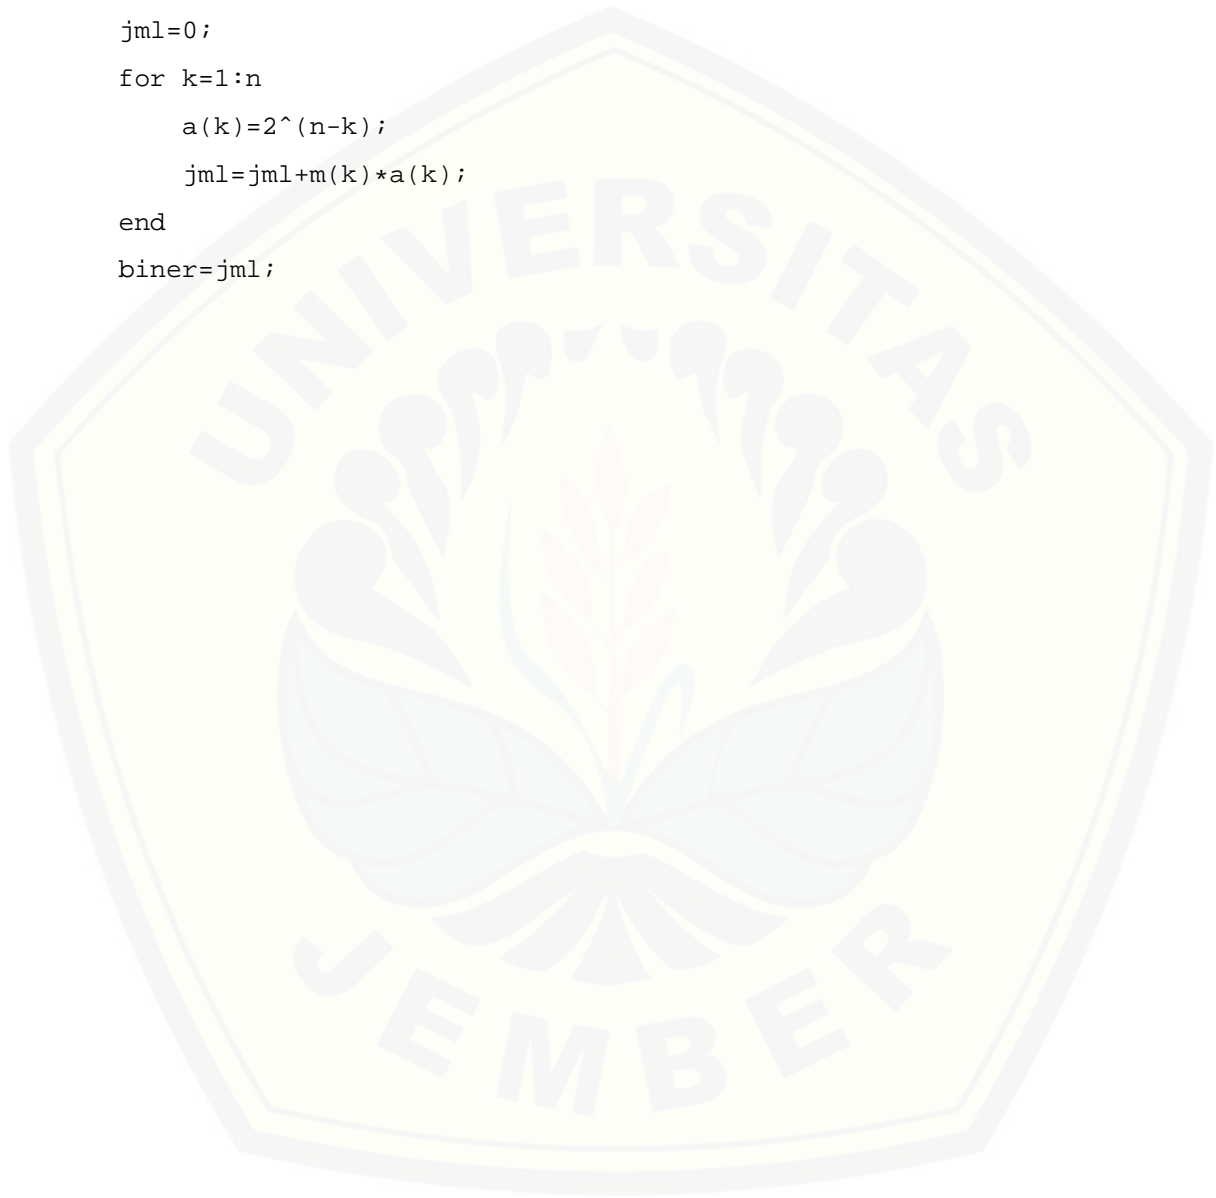 jml=0;
for k=1:n
    a(k)=2^(n-k);
    jml=jml+m(k)*a(k);
end
biner=jml;
UNIVERSITAS
JEMBER